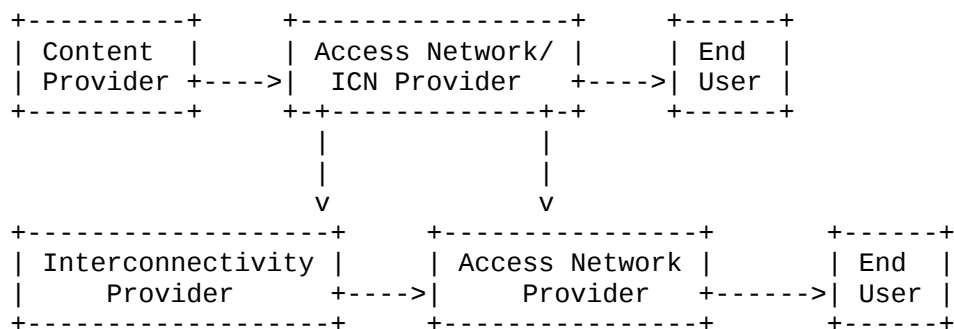 Content Access Network/ End
Provider ICN Provider User
Interconnectivity Access Network End
Provider Provider User